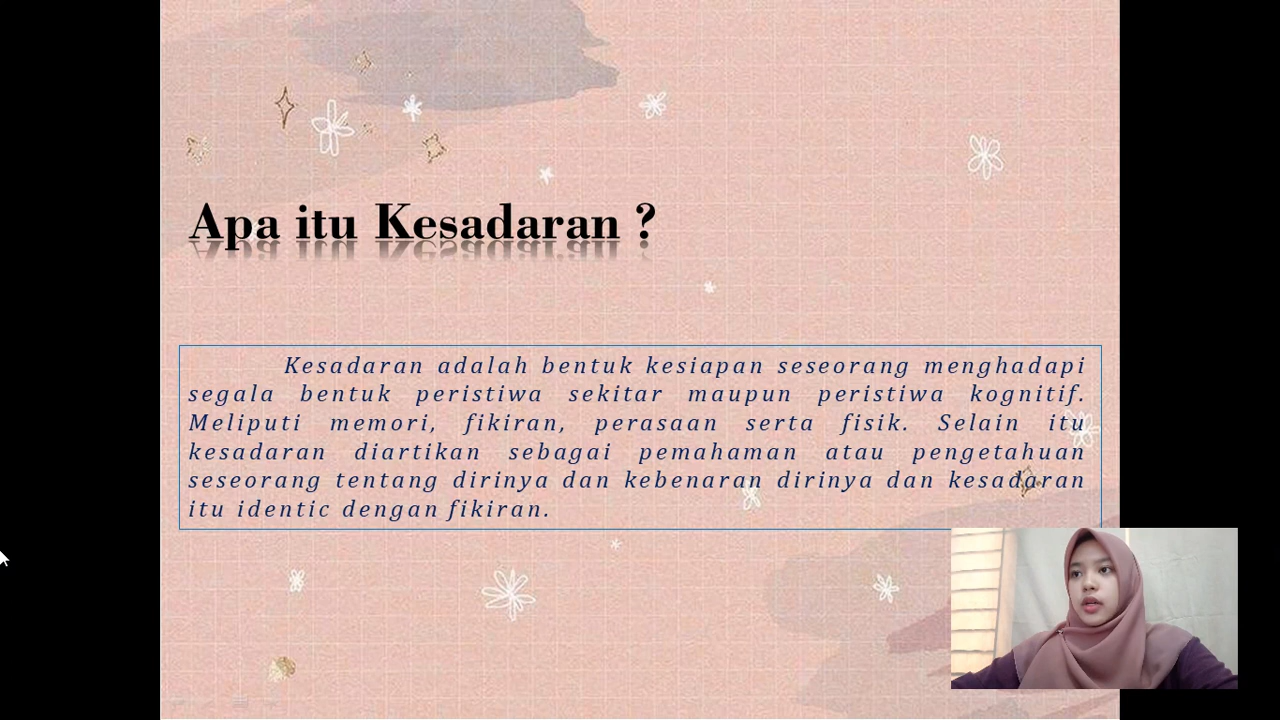 Apa itu Kesadaran ?
Kesadaran adalah bentuk kesiapan seseorang menghadapi
segala bentuk peristiwa sekitar maupun peristiwa kognitif.
Meliputi memori, fikiran, perasaan serta fisik. Selain itu
kesadaran diartikan sebagai pemahaman atau pengetahuan
seseorang tentang dirinya dan kebenaran dirinya dan kesadaran
itu identic dengan fikiran.